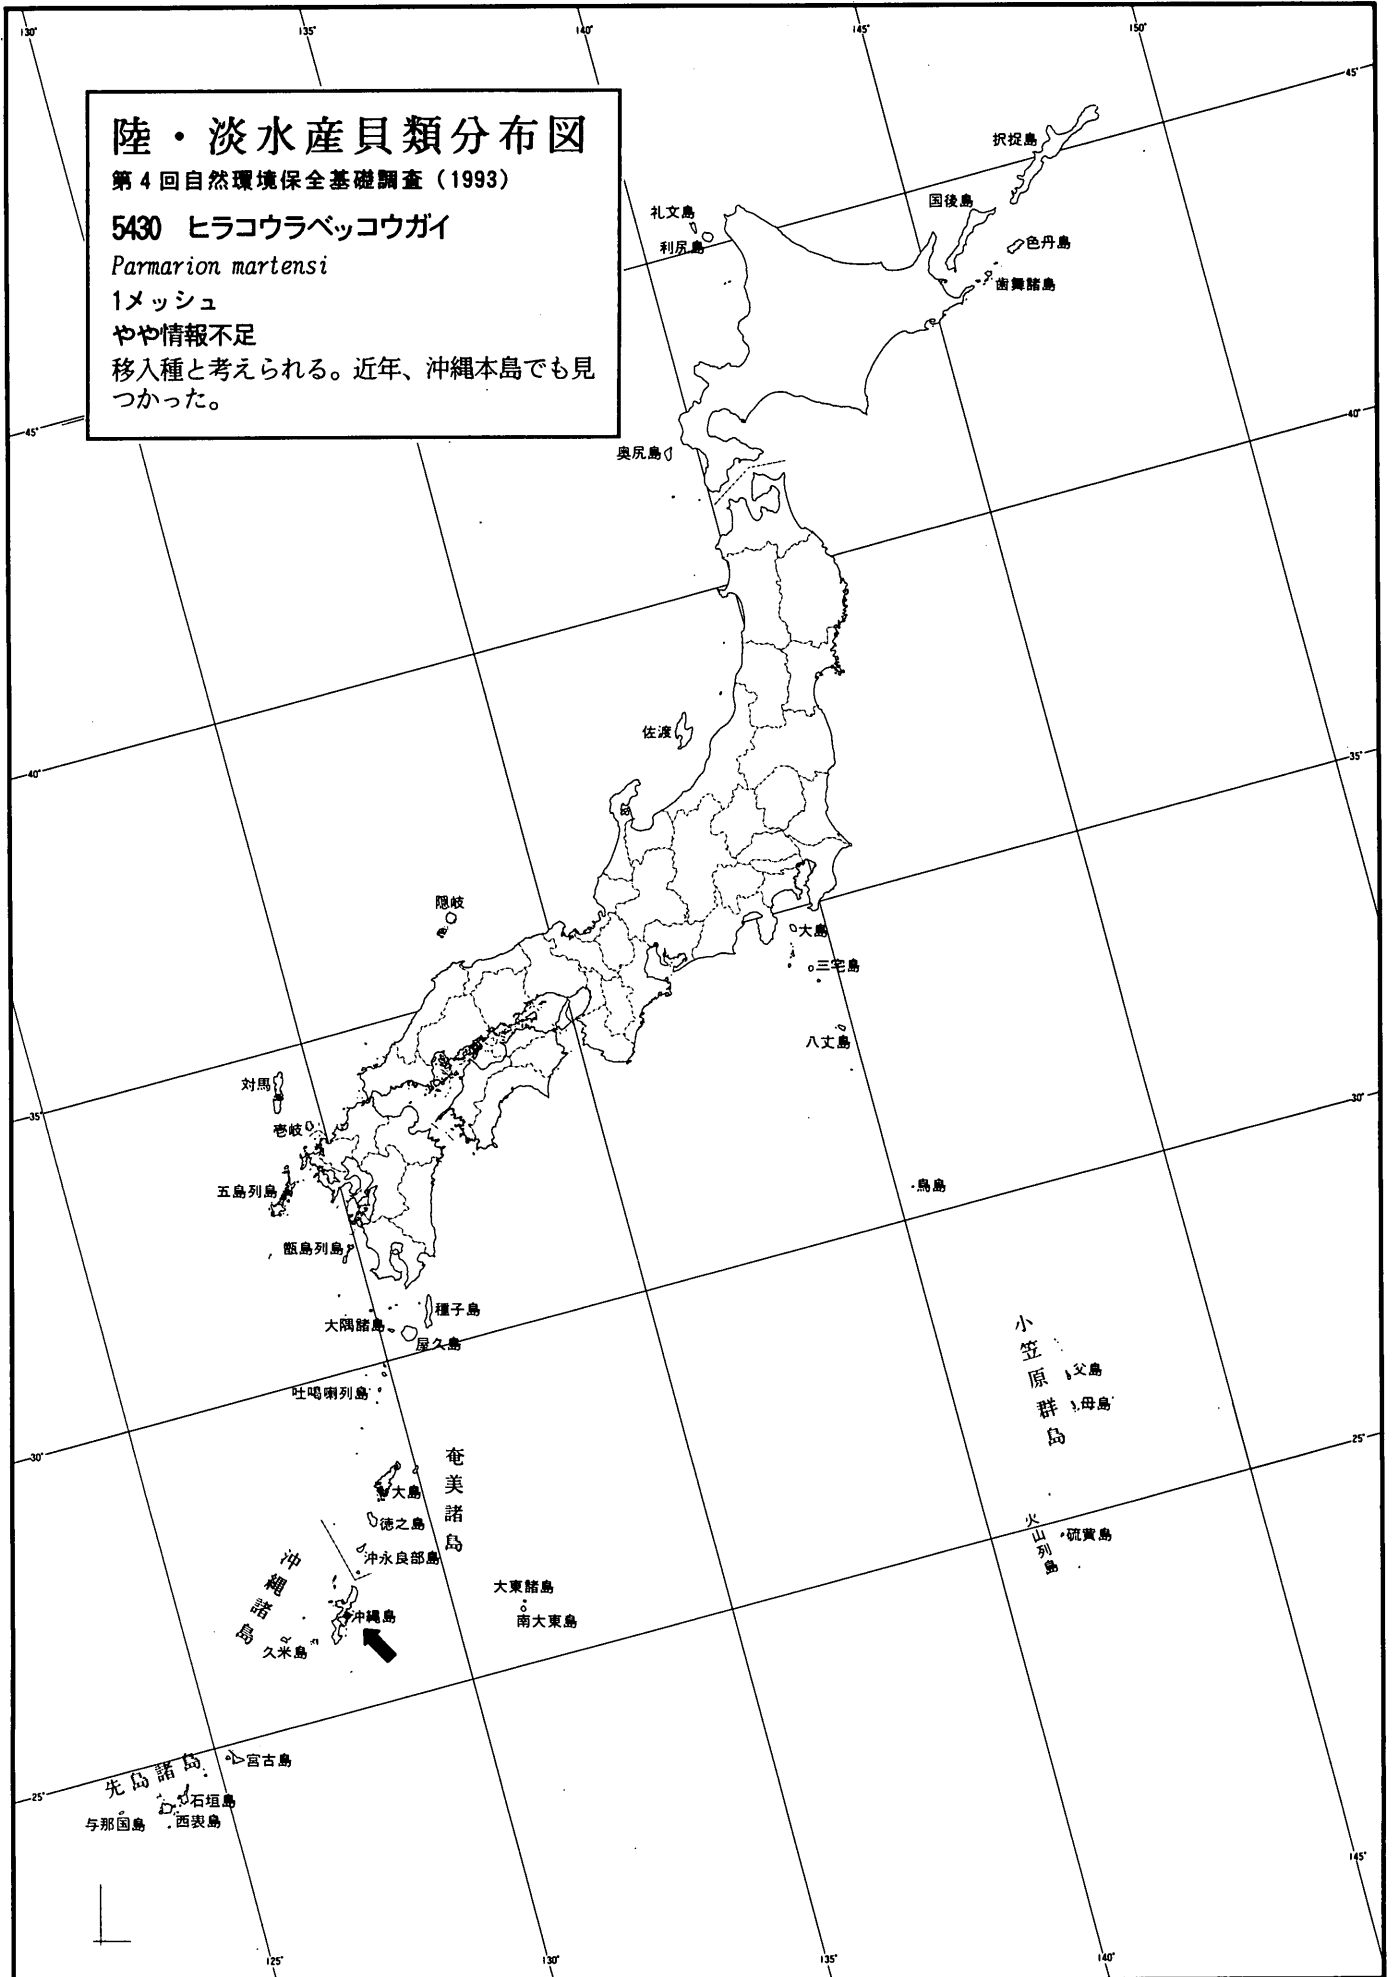 130°
135°
140°
145°
150°
45°
陸・淡水産貝類分布図
第4回自然環境保全基礎調査（1993）
5430　ヒラコウラベッコウガイ
Parmarion martensi
1メッシュ
やや情報不足
移入種と考えられる。近年、沖縄本島でも見
つかった。
択捉島
国後島
色丹島
歯舞諸島
礼文島
利尻島
奥尻島
45°
40°
佐渡
40°
35°
隠岐
大島
三宅島
八丈島
対馬
壱岐
35°
30°
五島列島
甑島列島
鳥島
種子島
大隅諸島
屋久島
吐噶喇列島
小笠原群島
父島
母島
30°
25°
奄美諸島
大島
徳之島
沖永良部島
火山列島
硫黄島
沖縄諸島
沖縄島
久米島
大東諸島
南大東島
先島諸島
宮古島
石垣島
西表島
与那国島
25°
145°
125°
130°
135°
140°